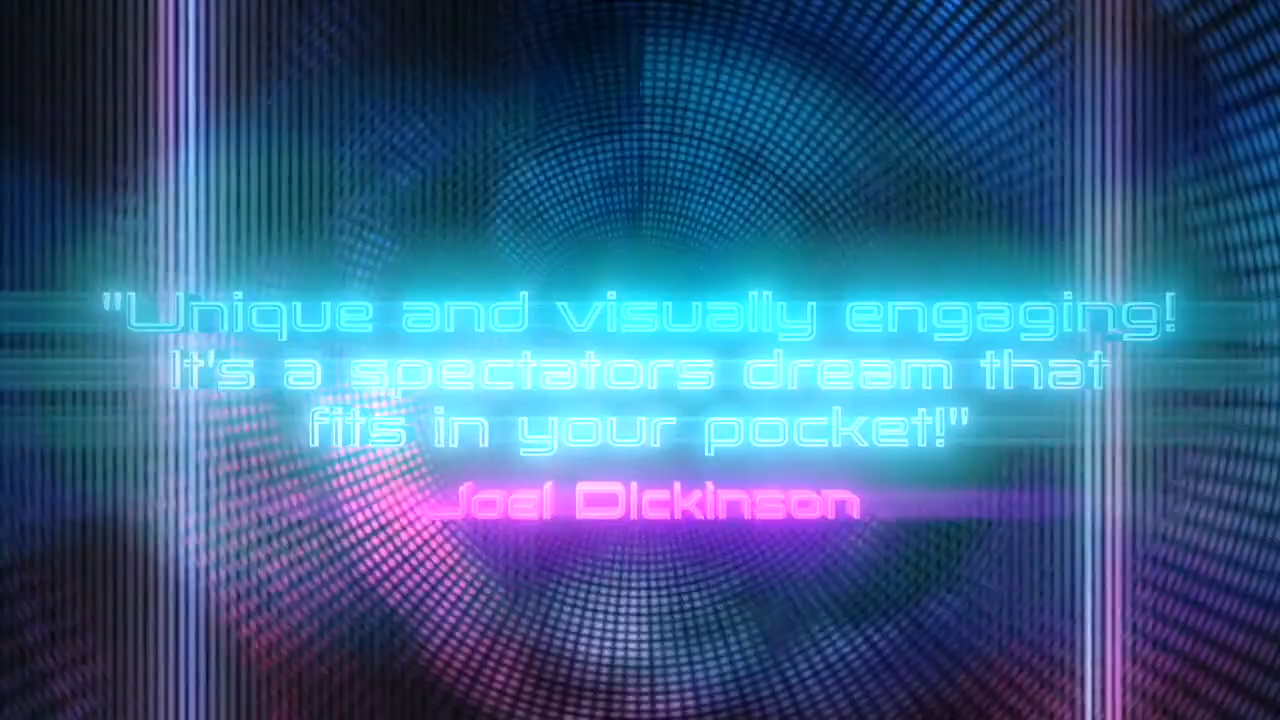 "Unique and visually engaging!
It's a spectators dream that
fits in your pocket!"
Joel Dickinson